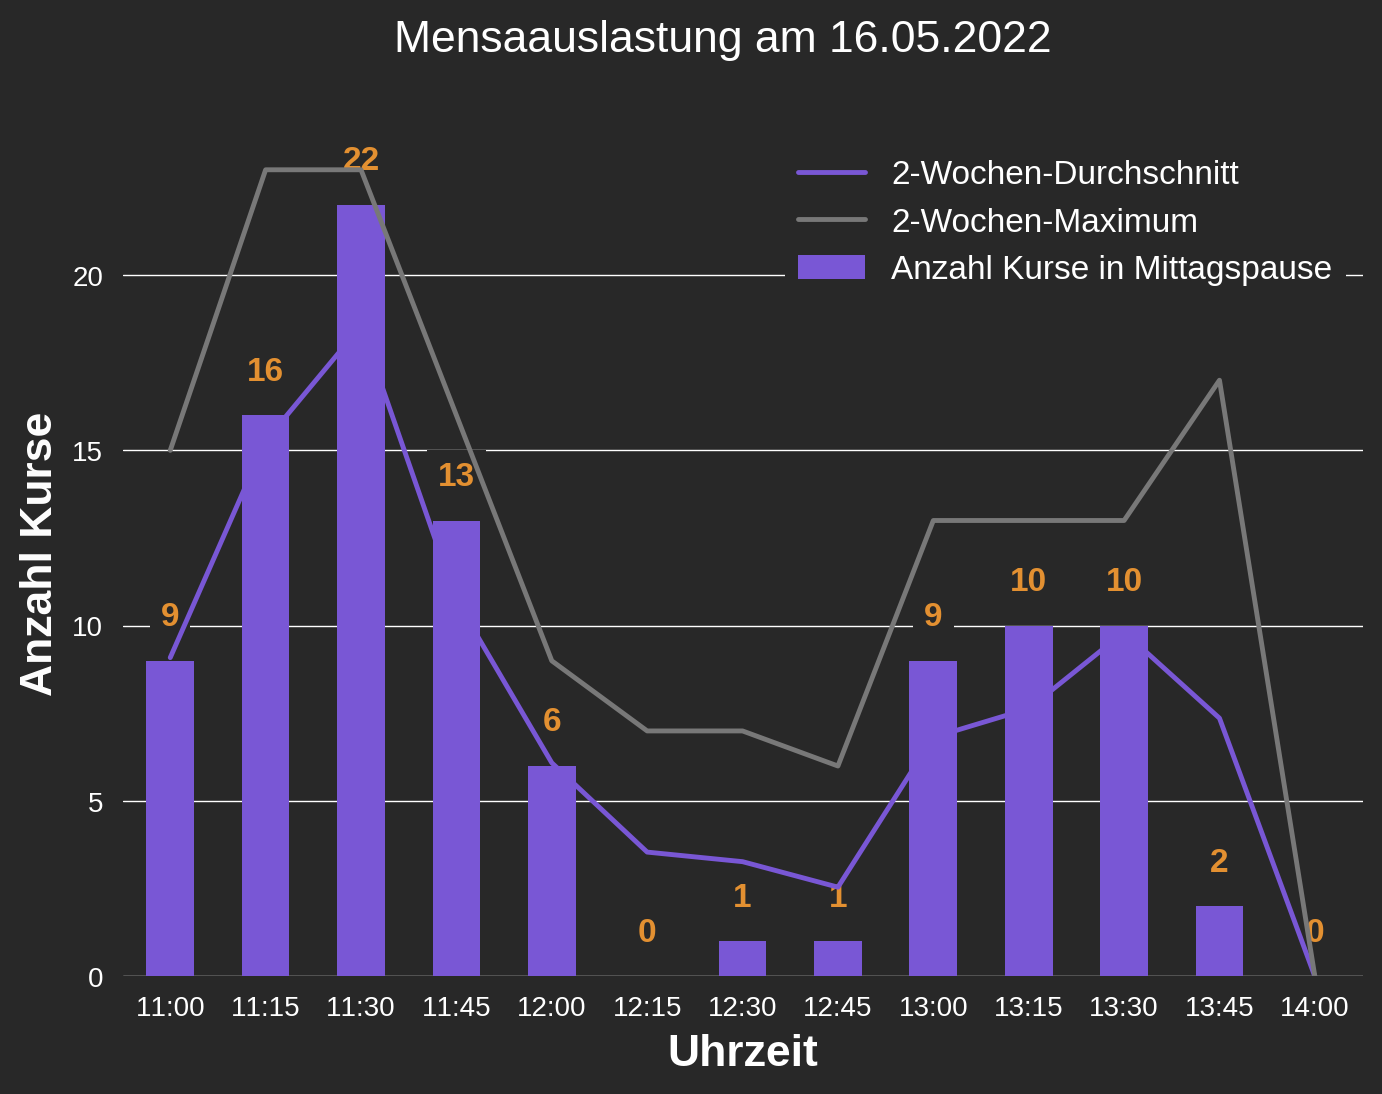 Mensaauslastung am 16.05.2022
2-Wochen-Durchschnitt
2-Wochen-Maximum
Anzahl Kurse in Mittagspause
Anzahl Kurse
20
15
10
5
0
9
16
22
13
6
0
1
1
9
10
10
2
0
11:00 11:15 11:30 11:45 12:00 12:15 12:30 12:45 13:00 13:15 13:30 13:45 14:00
Uhrzeit